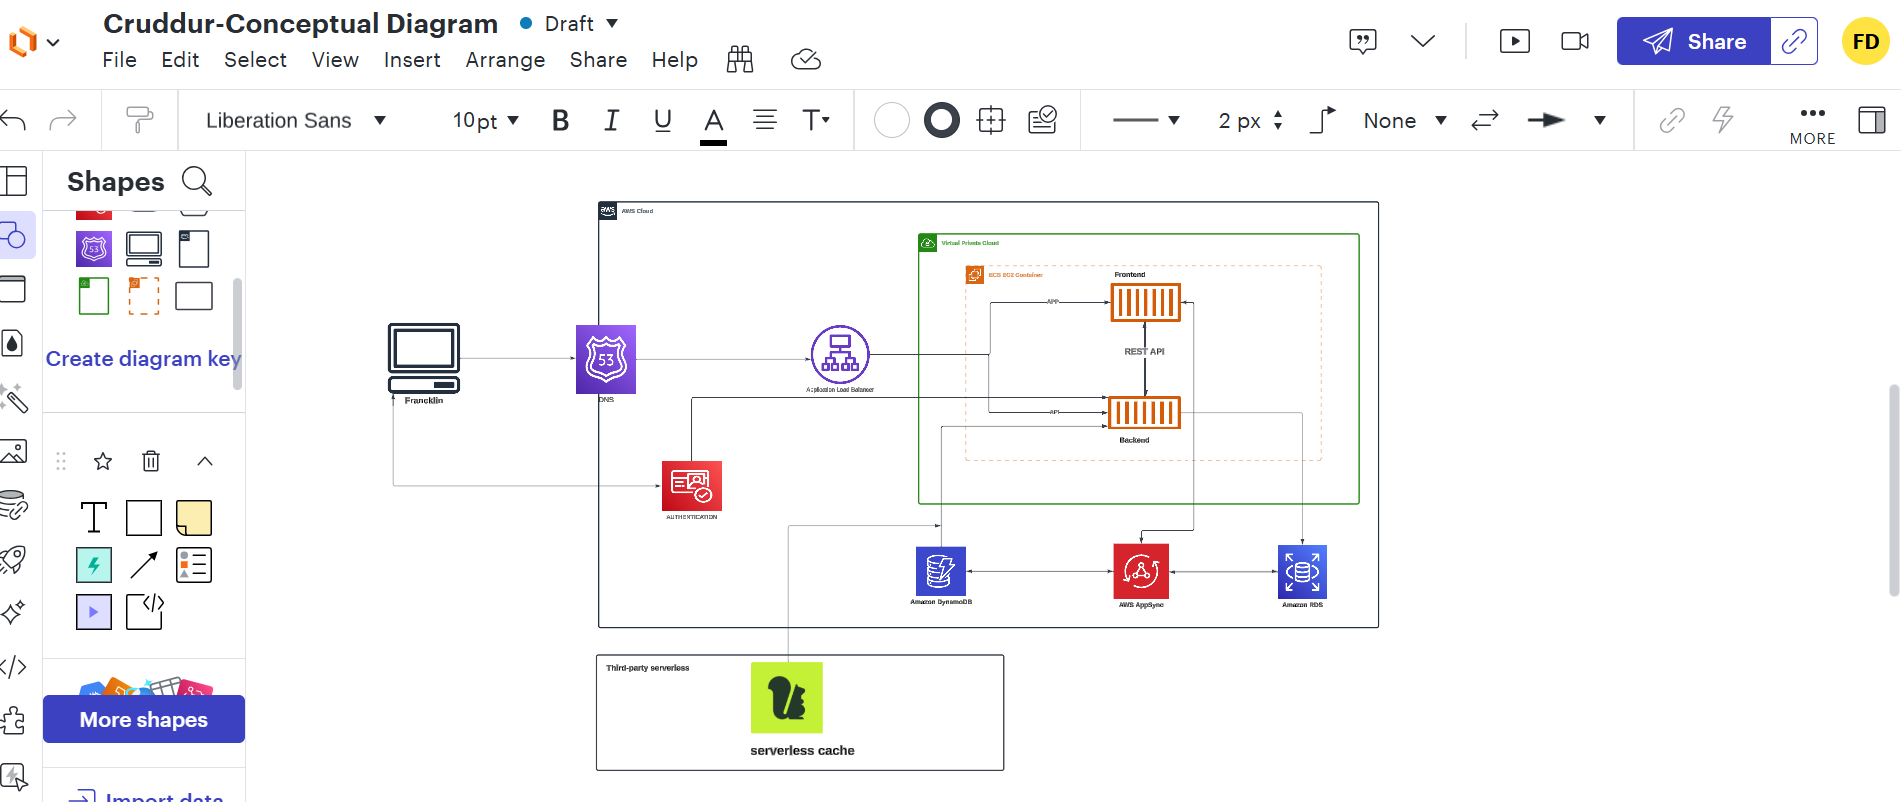 Cruddur-Conceptual Diagram
Draft
File Edit Select View Insert Arrange Share Help
Share
FD
Liberation Sans
10pt
B I U A T
2 px
None
MORE
Shapes
53
Create diagram key
T
More shapes
Import data
aws
AWS Cloud
Virtual Private Cloud
ECS EC2 Container
Frontend
APP
REST API
53
DNS
Francklin
Application Load Balancer
API
Backend
AUTHENTICATION
Amazon DynamoDB
AWS AppSync
Amazon RDS
Third-party serverless
serverless cache